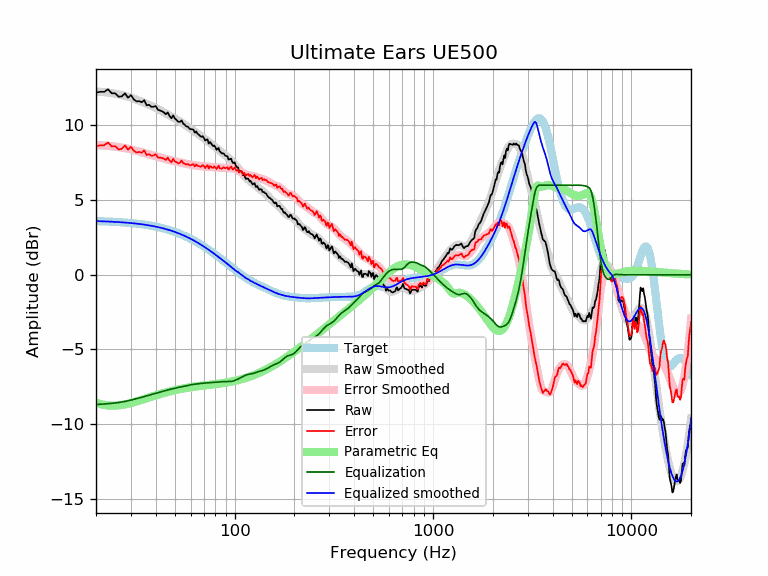 Ultimate Ears UE500
Amplitude (dBr)
10
5
0
−5
−10
−15
Target
Raw Smoothed
Error Smoothed
Raw
Error
Parametric Eq
Equalization
Equalized smoothed
100
1000
10000
Frequency (Hz)